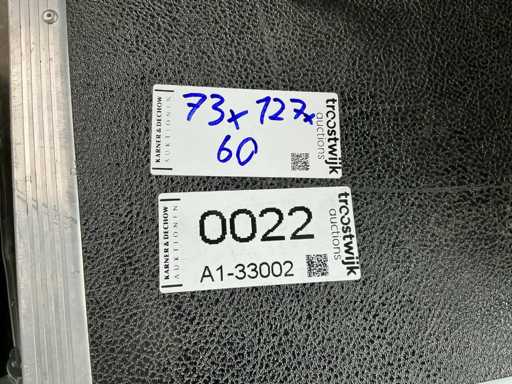 KARNER & DECHOW
AUKTIONEN
73x127x
60
troostwijk
auctions
KARNER & DECHOW
AUKTIONEN
0022
A1-33002
troostwijk
auctions